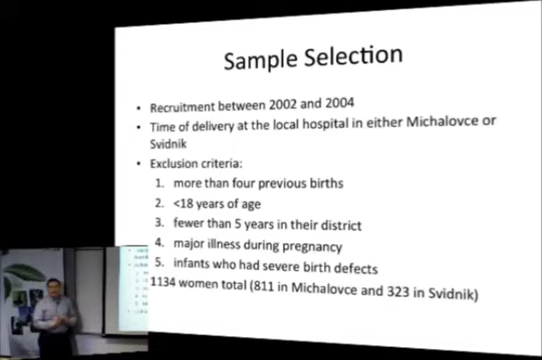 Sample Selection
• Recruitment between 2002 and 2004
• Time of delivery at the local hospital in either Michalovce or
Svidnik
• Exclusion criteria:
1. more than four previous births
2. <18 years of age
3. fewer than 5 years in their district
4. major illness during pregnancy
5. infants who had severe birth defects
1134 women total (811 in Michalovce and 323 in Svidnik)